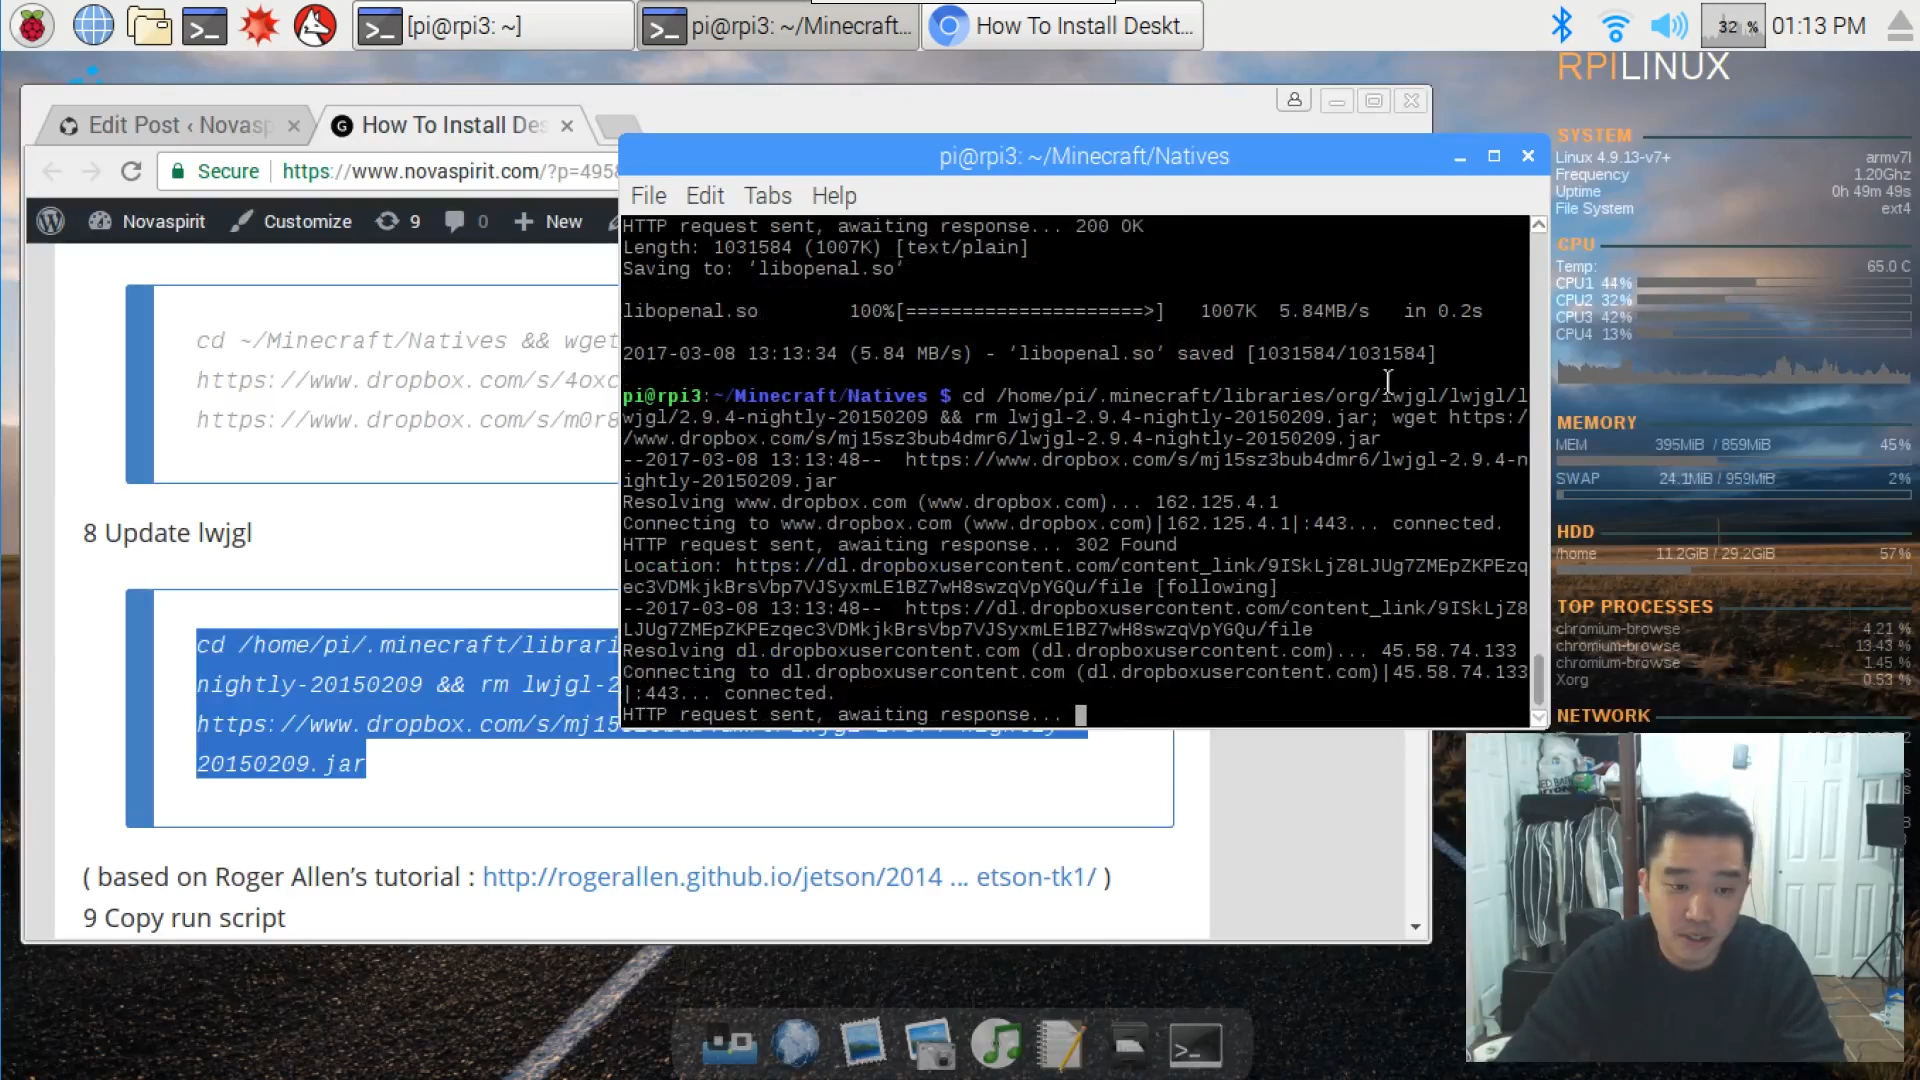 [pi@rpi3: ~]
pi@rpi3: ~/Minecraft...
How To Install Deskt...
32 %
01:13 PM
RPILINUX
Edit Post ‹ Novasp
How To Install Des
Secure
https://www.novaspirit.com/?p=495
Novaspirit
Customize
9
0
New
cd ~/Minecraft/Natives && wget
https://www.dropbox.com/s/4oxc
https://www.dropbox.com/s/m0r8
8 Update lwjgl
cd /home/pi/.minecraft/librari
nightly-20150209 && rm lwjgl-2
https://www.dropbox.com/s/mj15
20150209.jar
( based on Roger Allen’s tutorial : http://rogerallen.github.io/jetson/2014 ... etson-tk1/ )
9 Copy run script
pi@rpi3: ~/Minecraft/Natives
File Edit Tabs Help
HTTP request sent, awaiting response... 200 OK
Length: 1031584 (1007K) [text/plain]
Saving to: ‘libopenal.so’
libopenal.so 100%[=====================>] 1007K 5.84MB/s in 0.2s
2017-03-08 13:13:34 (5.84 MB/s) - ‘libopenal.so’ saved [1031584/1031584]
pi@rpi3:~/Minecraft/Natives $ cd /home/pi/.minecraft/libraries/org/lwjgl/lwjgl/l
wjgl/2.9.4-nightly-20150209 && rm lwjgl-2.9.4-nightly-20150209.jar; wget https:/
/www.dropbox.com/s/mj15sz3bub4dmr6/lwjgl-2.9.4-nightly-20150209.jar
--2017-03-08 13:13:48-- https://www.dropbox.com/s/mj15sz3bub4dmr6/lwjgl-2.9.4-n
ightly-20150209.jar
Resolving www.dropbox.com (www.dropbox.com)... 162.125.4.1
Connecting to www.dropbox.com (www.dropbox.com)|162.125.4.1|:443... connected.
HTTP request sent, awaiting response... 302 Found
Location: https://dl.dropboxusercontent.com/content_link/9ISkLjZ8LJUg7ZMEpZKPEzq
ec3VDMkjkBrsVbp7VJSyxmLE1BZ7wH8swzqVpYGQu/file [following]
--2017-03-08 13:13:48-- https://dl.dropboxusercontent.com/content_link/9ISkLjZ8
LJUg7ZMEpZKPEzqec3VDMkjkBrsVbp7VJSyxmLE1BZ7wH8swzqVpYGQu/file
Resolving dl.dropboxusercontent.com (dl.dropboxusercontent.com)... 45.58.74.133
Connecting to dl.dropboxusercontent.com (dl.dropboxusercontent.com)|45.58.74.133
|:443... connected.
HTTP request sent, awaiting response...
SYSTEM
Linux 4.9.13-v7+ armv7l
Frequency 1.20Ghz
Uptime 0h 49m 49s
File System ext4
CPU
Temp: 65.0 C
CPU1 44%
CPU2 32%
CPU3 42%
CPU4 13%
MEMORY
MEM 395MiB / 859MiB 45%
SWAP 24.1MiB / 959MiB 2%
HDD
/home 11.2GiB / 29.2GiB 57%
TOP PROCESSES
chromium-browse 4.21 %
chromium-browse 13.43 %
chromium-browse 1.45 %
Xorg 0.53 %
NETWORK